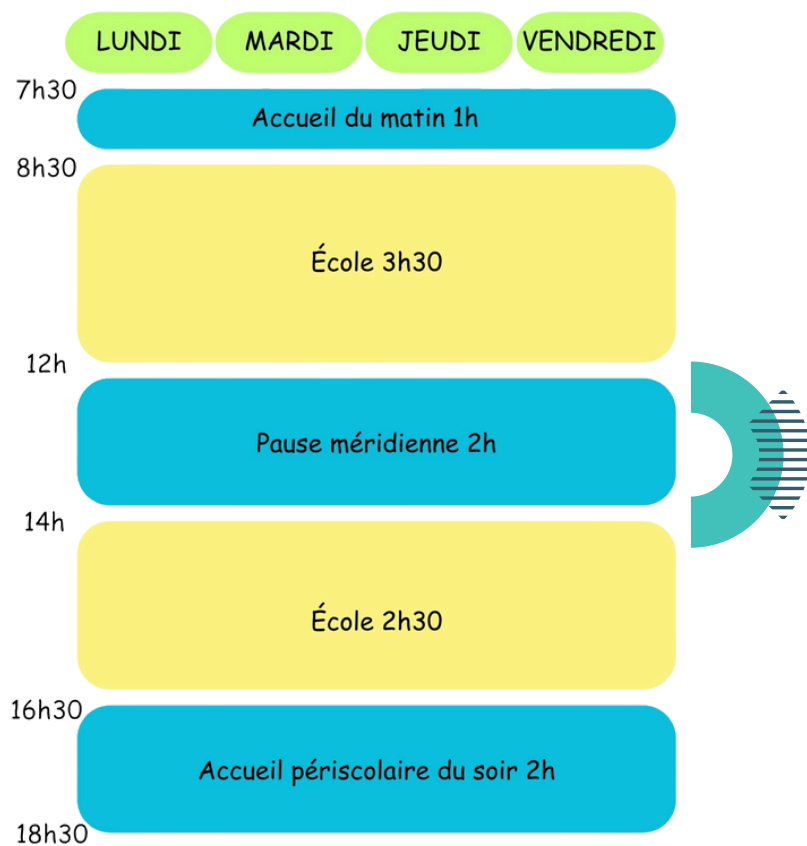 LUNDI MARDI JEUDI VENDREDI
7h30
Accueil du matin 1h
8h30
École 3h30
12h
Pause méridienne 2h
14h
École 2h30
16h30
Accueil périscolaire du soir 2h
18h30